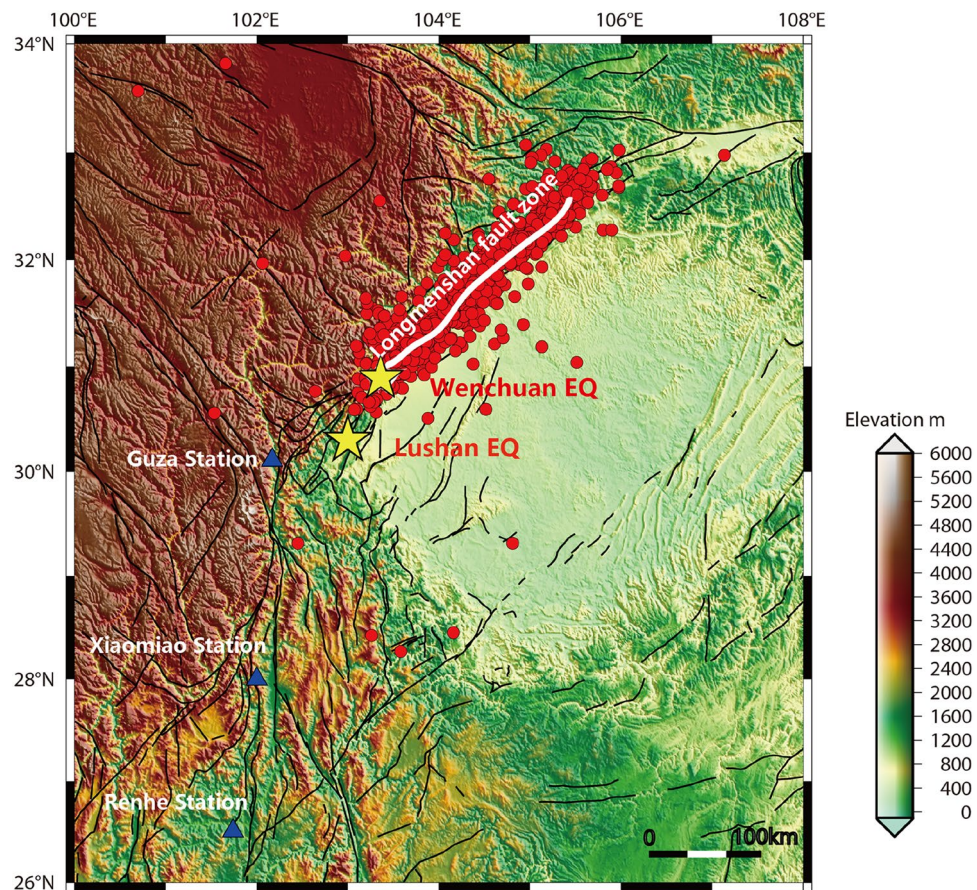 100°E 102°E 104°E 106°E 108°E
34°N
32°N
30°N
28°N
26°N
Longmenshan fault zone
Wenchuan EQ
Lushan EQ
Guza Station
Xiaomiao Station
Renhe Station
0 100km
Elevation m
6000
5600
5200
4800
4400
4000
3600
3200
2800
2400
2000
1600
1200
800
400
0